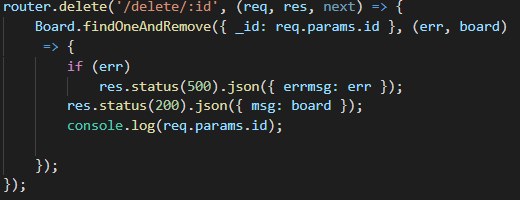 router.delete('/delete/:id', (req, res, next) => {
Board.findOneAndRemove({ _id: req.params.id }, (err, board)
=> {
if (err)
res.status(500).json({ errmsg: err });
res.status(200).json({ msg: board });
console.log(req.params.id);
});
});